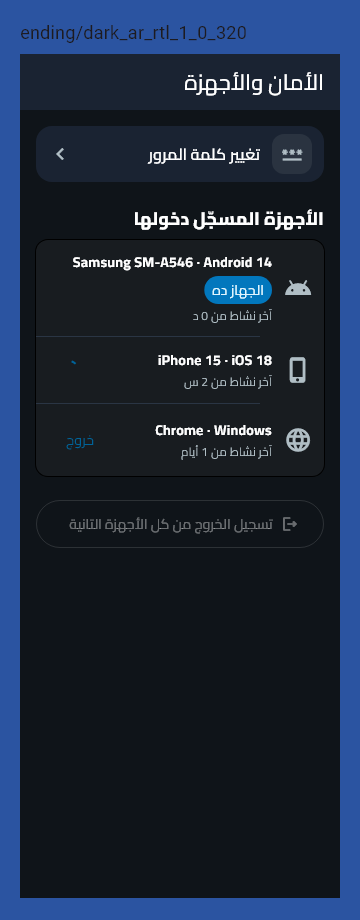 ending/dark_ar_rtl_1_0_320
الأمان والأجهزة
تغيير كلمة المرور
الأجهزة المسجّل دخولها
Samsung SM-A546 · Android 14
الجهاز ده
آخر نشاط من 0 د
iPhone 15 · iOS 18
آخر نشاط من 2 س
Chrome · Windows
آخر نشاط من 1 أيام
خروج
تسجيل الخروج من كل الأجهزة التانية